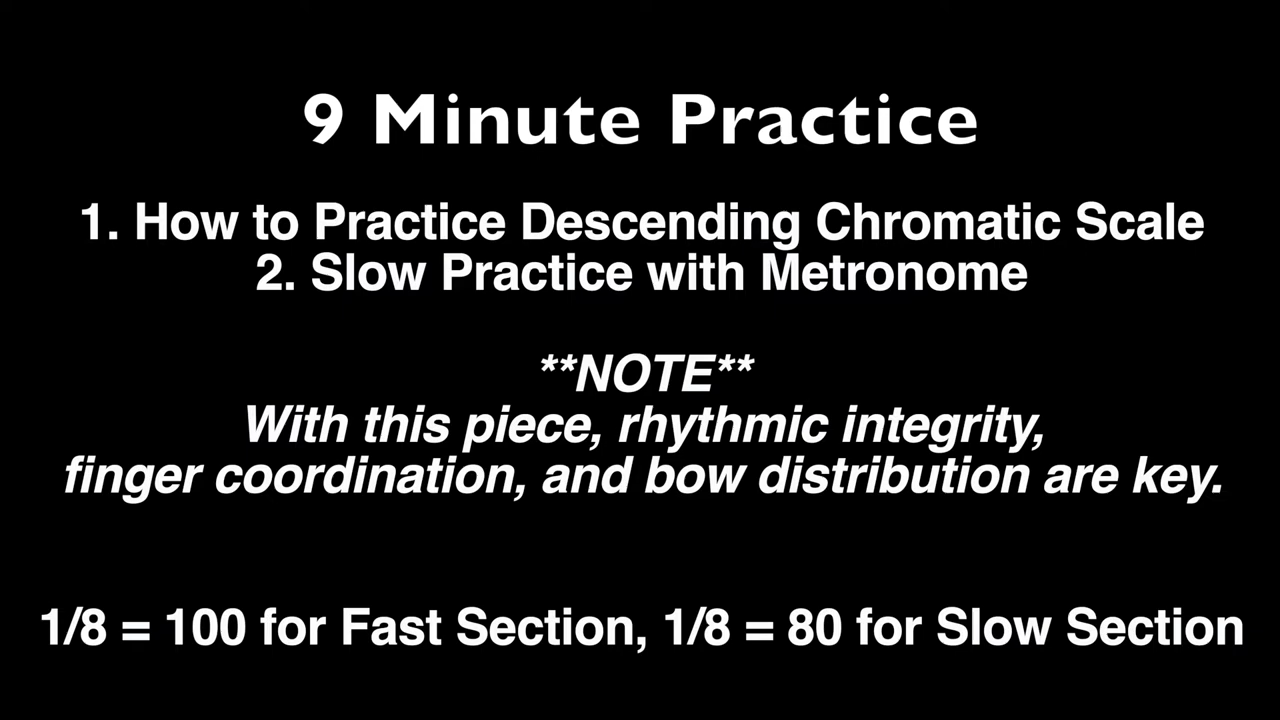 9 Minute Practice
1. How to Practice Descending Chromatic Scale
2. Slow Practice with Metronome
**NOTE**
With this piece, rhythmic integrity,
finger coordination, and bow distribution are key.
1/8 = 100 for Fast Section, 1/8 = 80 for Slow Section